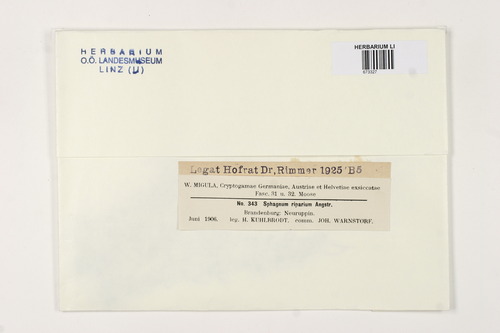 HERBARIUM
O.Ö. LANDESMUSEUM
LINZ (LI)
HERBARIUM LI
973327
Legat Hofrat Dr, Rimmer 1925 B5
W. MIGULA, Cryptogamae Germaniae, Austriae et Helvetiae exsiccatae
Fasc. 31 u. 32. Moose
No. 343 Sphagnum riparium Angstr.
Brandenburg: Neuruppin.
Juni 1906. leg. H. KUHLBRODT. comm. JOH. WARNSTORF.